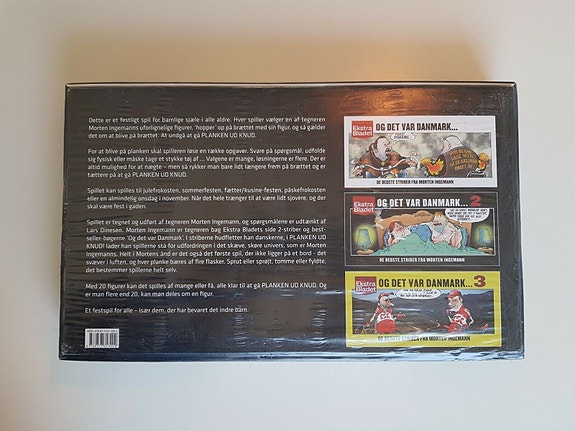 Dette er et festligt spil for barnlige sjæle i alle aldre. Hver spiller vælger en af tegneren
Morten Ingemanns uforlignelige figurer, 'hopper' op på brættet med sin figur, og så gælder
det om at blive på brættet. At undgå at gå PLANKEN UD KNUD.
For at blive på planken skal spilleren løse en række opgaver. Svare på spørgsmål, udfolde
sig fysisk eller måske tage et stykke tøj af ... Valgene er mange, løsningerne er flere. Der er
altid mulighed for at nægte – men så rykker man bare lidt længere frem på brættet og er
tættere på at gå PLANKEN UD KNUD.
Spillet kan spilles til julefrokosten, sommerfesten, fætter/kusine-festen, påskefrokosten
eller en almindelig onsdag i november. Når det hele trænger til at være lidt sjovere, og der
skal være fest i gaden.
Spillet er tegnet og udført af tegneren Morten Ingemann, og spørgsmålene er udtænkt af
Lars Dinesen. Morten Ingemann er tegneren bag Ekstra Bladets side 2-striber og best-
seller-bøgerne 'Og det var Danmark'. I striberne hudfletter han danskerne, i PLANKEN UD
KNUD! lader han spillerne stå for udfordringen i det skæve, skøre univers, som er Morten
Ingemanns. Helt i Mortens ånd er det også det første spil, der ikke ligger på et bord - det
svæver i luften, og hver planke bæres af fire flasker. Sprut eller sprøjt, tomme eller fyldte,
det bestemmer spillerne helt selv.
Med 20 figurer kan det spilles af mange eller få, alle klar til at gå PLANKEN UD KNUD. Og
er man flere end 20, kan man deles om en figur.
Et festspil for alle – især dem, der har bevaret det indre barn.
Ekstra
Bladet
OG DET VAR DANMARK...
DE BEDSTE STRIBER FRA MORTEN INGEMANN
Ekstra
Bladet
OG DET VAR DANMARK... 2
DE BEDSTE STRIBER FRA MORTEN INGEMANN
Ekstra
Bladet
OG DET VAR DANMARK... 3
DE BEDSTE STRIBER FRA MORTEN INGEMANN